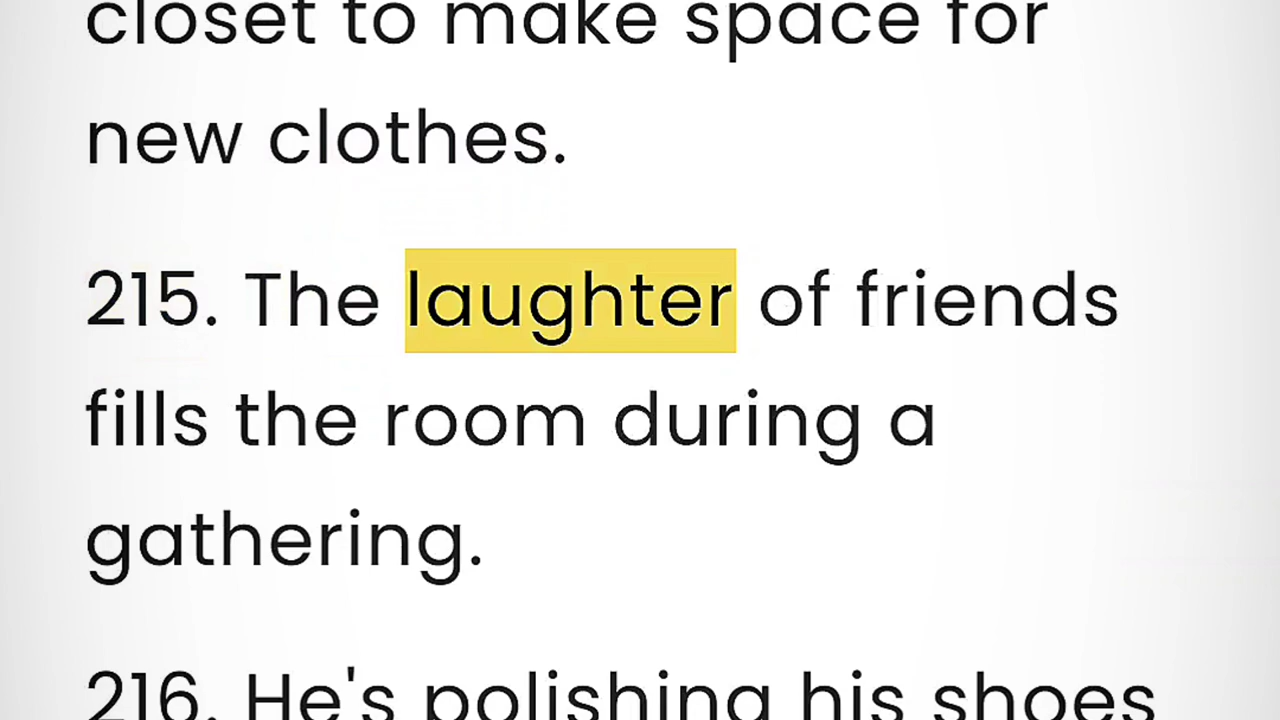 closet to make space for
new clothes.
215. The laughter of friends
fills the room during a
gathering.
216. He's polishing his shoes